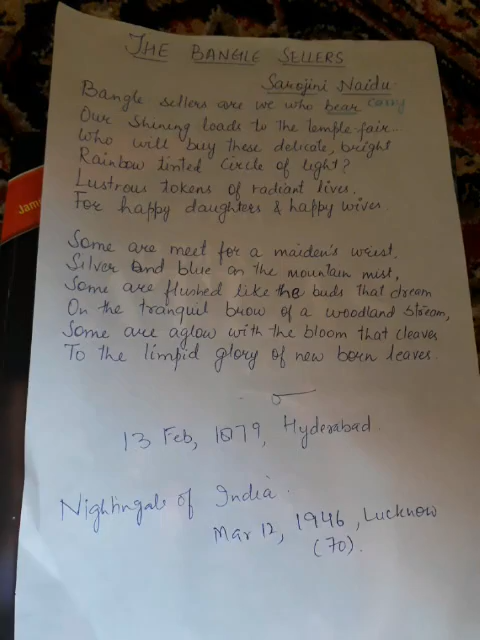 THE BANGLE SELLERS
Sarojini Naidu
Bangle sellers are we who bear carry
Our Shining loads to the temple fair...
Who will buy these delicate, bright
Rainbow tinted Circle of light?
Lustrous tokens of radiant lives.
For happy daughters & happy wives.
Some are meet for a maiden's wrist.
Silver and blue on the mountain mist,
Some are flushed like the buds that dream
On the tranquil brow of a woodland stream,
Some are aglow with the bloom that cleaves
To the limpid glory of new born leaves.
13 Feb, 1879, Hyderabad.
Nightingale of India.
Mar 12, 1946, Lucknow
(70).
Jam